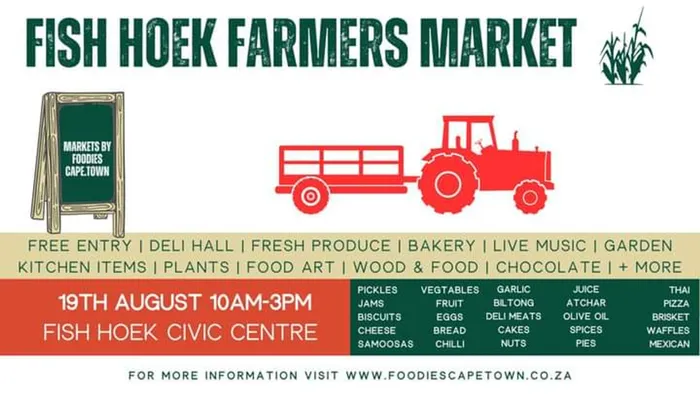 FISH HOEK FARMERS MARKET
MARKETS BY
FOODIES
CAPE.TOWN
FREE ENTRY | DELI HALL | FRESH PRODUCE | BAKERY | LIVE MUSIC | GARDEN
KITCHEN ITEMS | PLANTS | FOOD ART | WOOD & FOOD | CHOCOLATE | + MORE
19TH AUGUST 10AM-3PM
FISH HOEK CIVIC CENTRE
PICKLES VEGTABLES GARLIC JUICE THAI
JAMS FRUIT BILTONG ATCHAR PIZZA
BISCUITS EGGS DELI MEATS OLIVE OIL BRISKET
CHEESE BREAD CAKES SPICES WAFFLES
SAMOOSAS CHILLI NUTS PIES MEXICAN
FOR MORE INFORMATION VISIT WWW.FOODIESCAPETOWN.CO.ZA